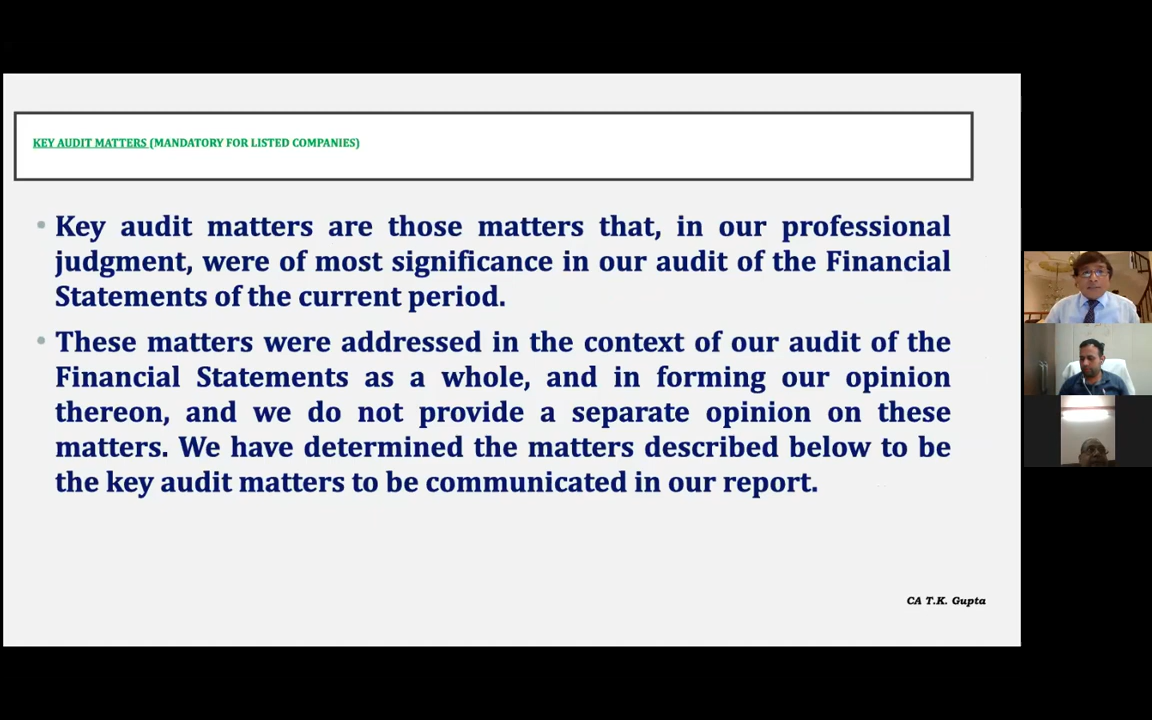 KEY AUDIT MATTERS (MANDATORY FOR LISTED COMPANIES)
• Key audit matters are those matters that, in our professional
judgment, were of most significance in our audit of the Financial
Statements of the current period.
• These matters were addressed in the context of our audit of the
Financial Statements as a whole, and in forming our opinion
thereon, and we do not provide a separate opinion on these
matters. We have determined the matters described below to be
the key audit matters to be communicated in our report.
CA T.K. Gupta